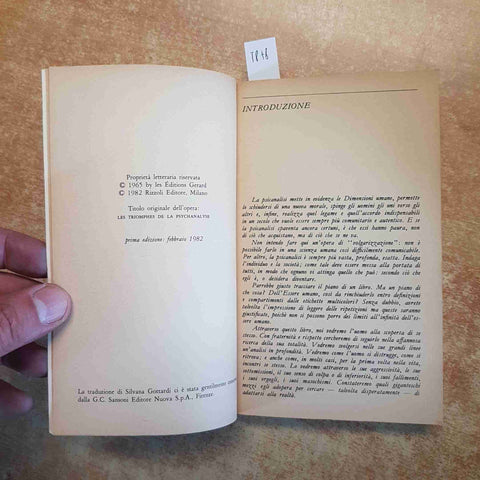 TP+B
Proprietà letteraria riservata
© 1965 by les Éditions Gerard
© 1982 Rizzoli Editore, Milano
Titolo originale dell'opera:
LES TRIOMPHES DE LA PSYCHANALYSE
prima edizione: febbraio 1982
La traduzione di Silvana Gottardi ci è stata gentilmente
dalla G.C. Sansoni Editore Nuova S.p.A., Firenze.
INTRODUZIONE
La psicanalisi mette in evidenza le Dimensioni umane, permette
lo schiudersi di una nuova morale, spinge gli uomini gli uni verso gli
altri e, infine, realizza quel legame e quell'accordo indispensabili
in un secolo che vuole essere sempre più comunitario e autentico. E se
la psicanalisi spaventa ancora certuni, è che essi hanno paura, non
di ciò che acquistano, ma di ciò che se ne va.
Non intendo fare qui un'opera di "volgarizzazione": non è
possibile farlo in una scienza umana così difficilmente comunicabile.
Per altro, la psicanalisi è sempre più vasta, profonda, esatta. Indaga
l'individuo e la società; come tale deve essere messa alla portata di
tutti, in modo che ognuno ne attinga quello che può; secondo ciò che
egli è, o desidera diventare.
Parrebbe giusto tracciare il piano di un libro. Ma un piano di
che cosa? Dell'Essere umano, così da rinchiuderlo entro definizioni
e compartimenti dalle etichette multicolori? Senza dubbio, avrete
talvolta l'impressione di leggere delle ripetizioni ma queste saranno
giustificate, poiché non si possono porre dei limiti all'infinità dell'es-
sere umano.
Attraverso questo libro, noi vedremo l'uomo alla scoperta di se
stesso. Con fraternità e rispetto cercheremo di seguirlo nella affannosa
ricerca della sua totalità. Vedremo svolgersi nelle sue grandi linee
un'analisi in profondità. Vedremo come l'uomo si distrugge, come si
ritrova; e anche come, in molti casi, per la prima volta nella vita,
incontri se stesso. Lo vedremo attraverso le sue aggressività, le sue
sottomissioni, il suo senso di colpa o di inferiorità, i suoi fallimenti,
i suoi orgogli, i suoi masochismi. Constateremo quali giganteschi
mezzi egli adopera per cercare — talvolta disperatamente — di
adattarsi alla realtà.